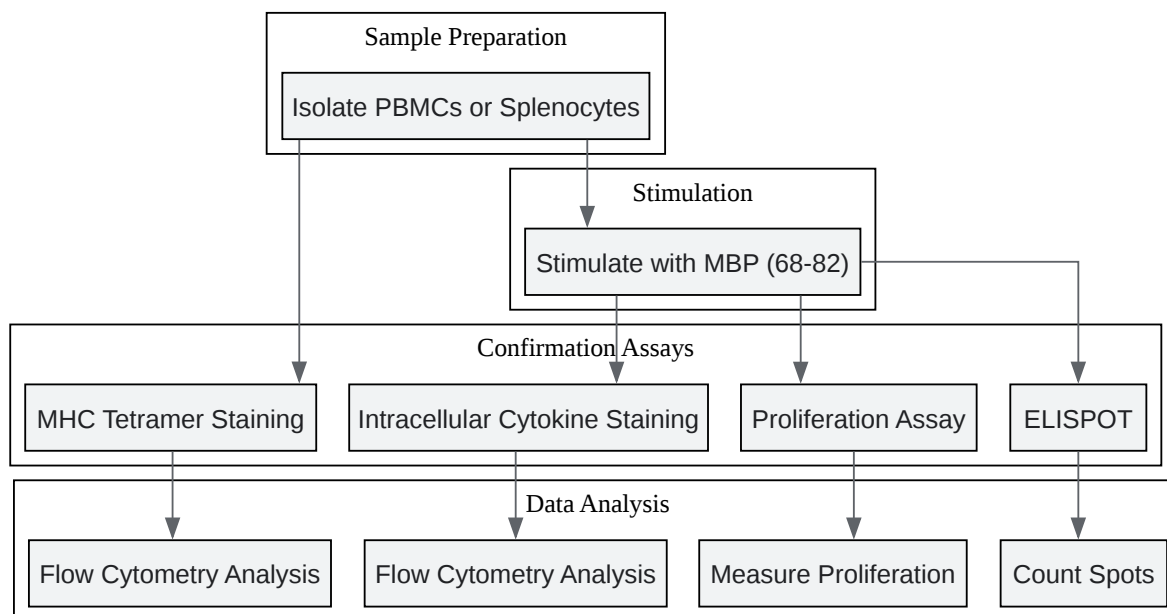 Sample Preparation
Isolate PBMCs or Splenocytes
Stimulation
Stimulate with MBP (68-82)
Confirmation Assays
MHC Tetramer Staining
Intracellular Cytokine Staining
Proliferation Assay
ELISPOT
Data Analysis
Flow Cytometry Analysis
Flow Cytometry Analysis
Measure Proliferation
Count Spots